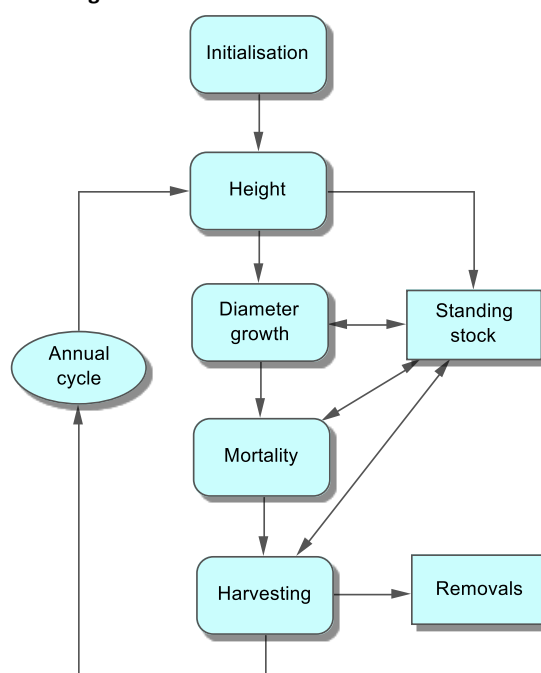 Initialisation
Height
Diameter
growth
Standing
stock
Annual
cycle
Mortality
Harvesting
Removals